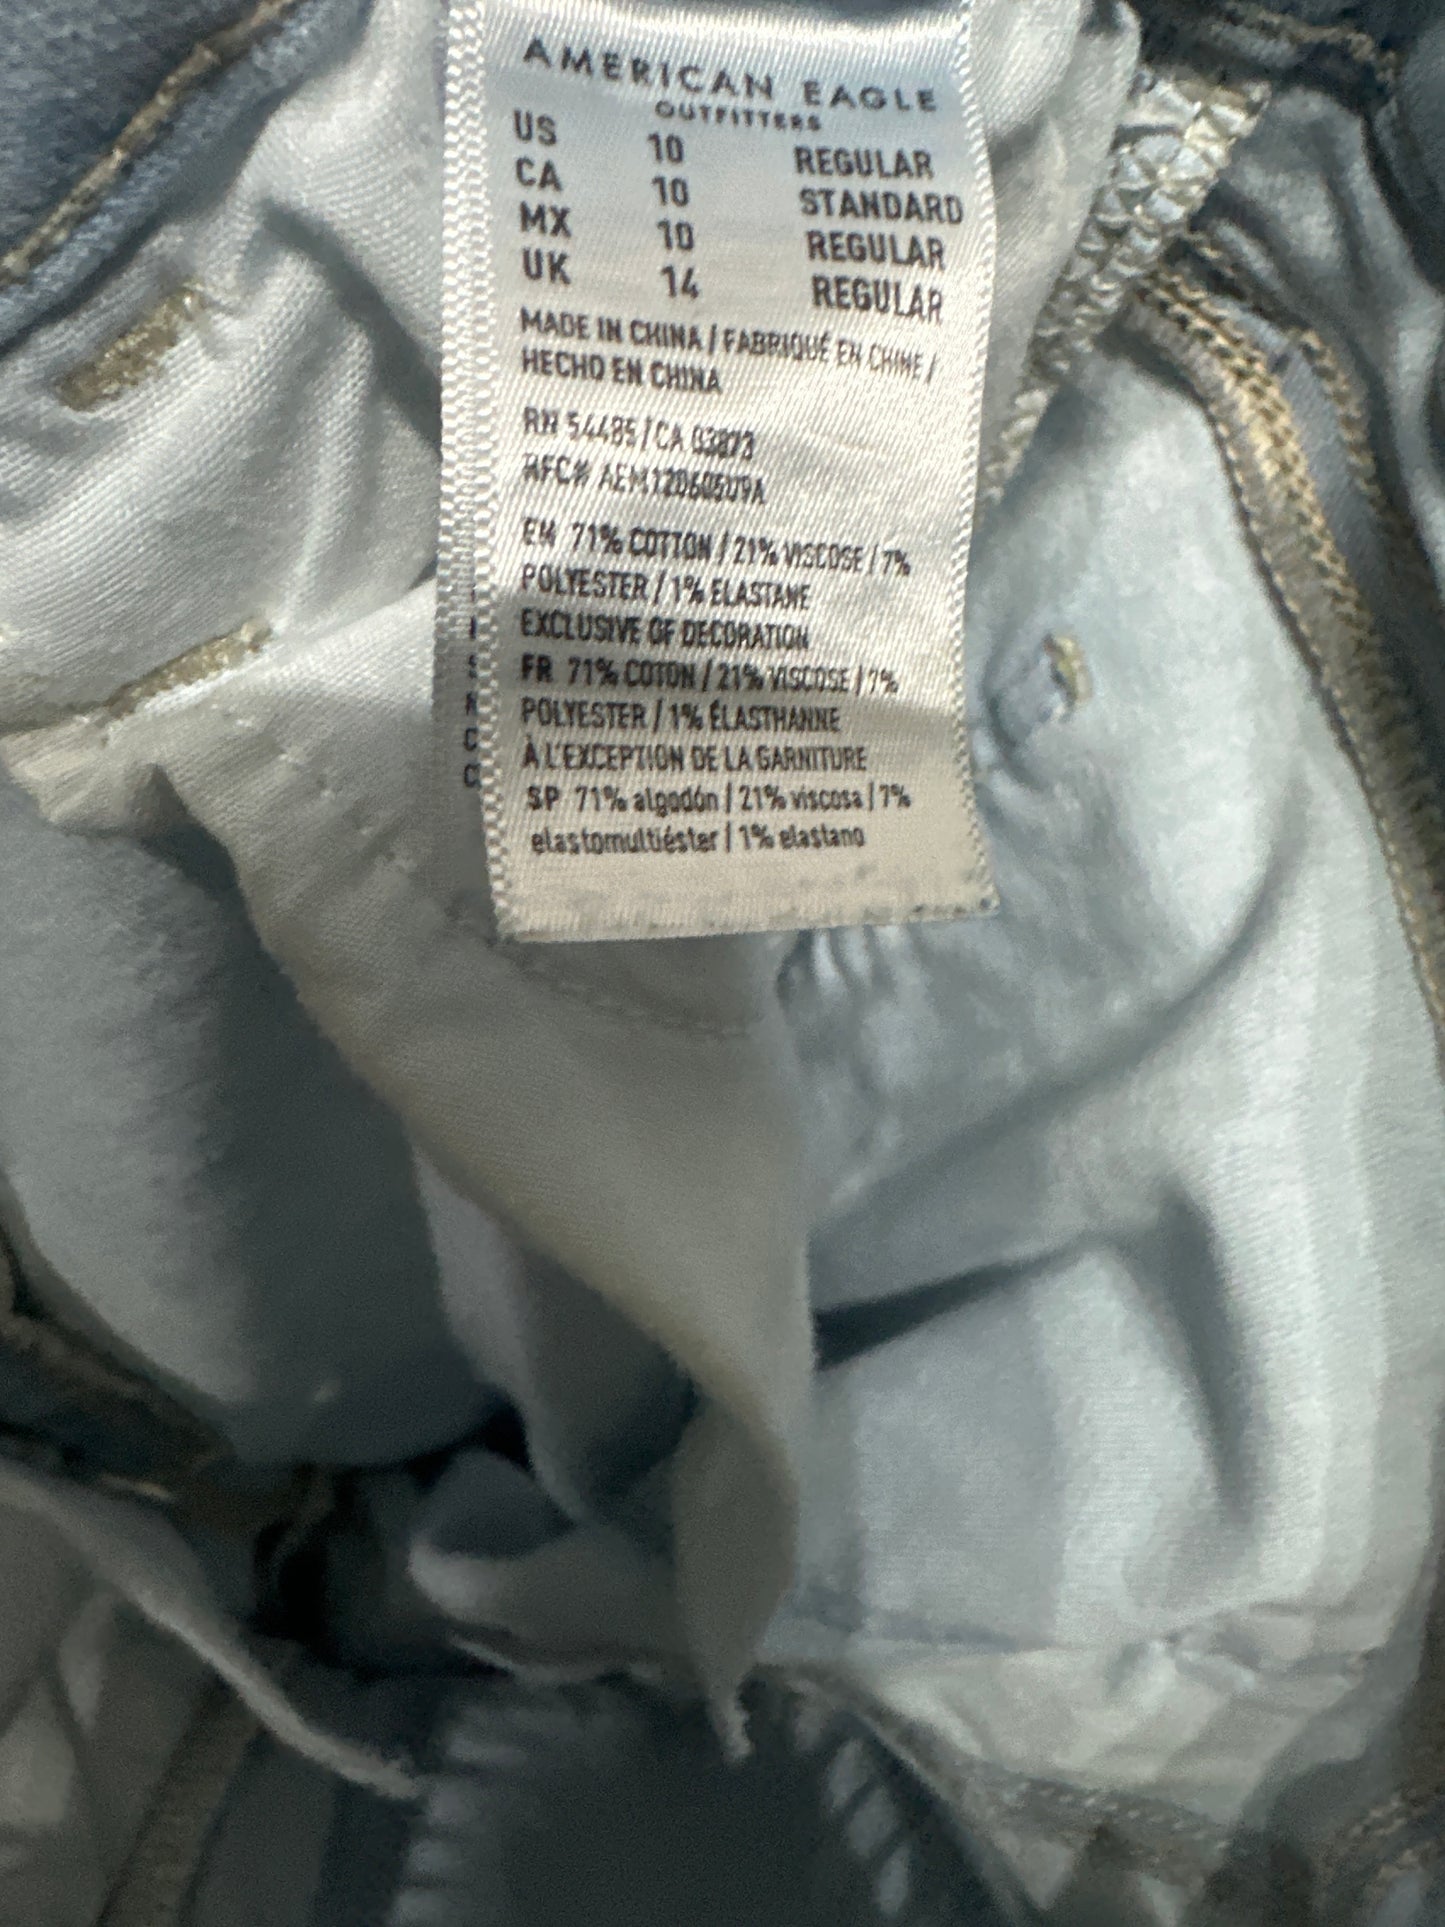 AMERICAN EAGLE
OUTFITTERS
US 10 REGULAR
CA 10 STANDARD
MX 10 REGULAR
UK 14 REGULAR
MADE IN CHINA / FABRIQUÉ EN CHINE /
HECHO EN CHINA
RN 54485 / CA 03873
RFC# AEM120605U9A
EN 71% COTTON / 21% VISCOSE / 7%
POLYESTER / 1% ELASTANE
EXCLUSIVE OF DECORATION
FR 71% COTON / 21% VISCOSE / 7%
POLYESTER / 1% ÉLASTHANNE
À L'EXCEPTION DE LA GARNITURE
SP 71% algodón / 21% viscosa / 7%
elastomultiéster / 1% elastano